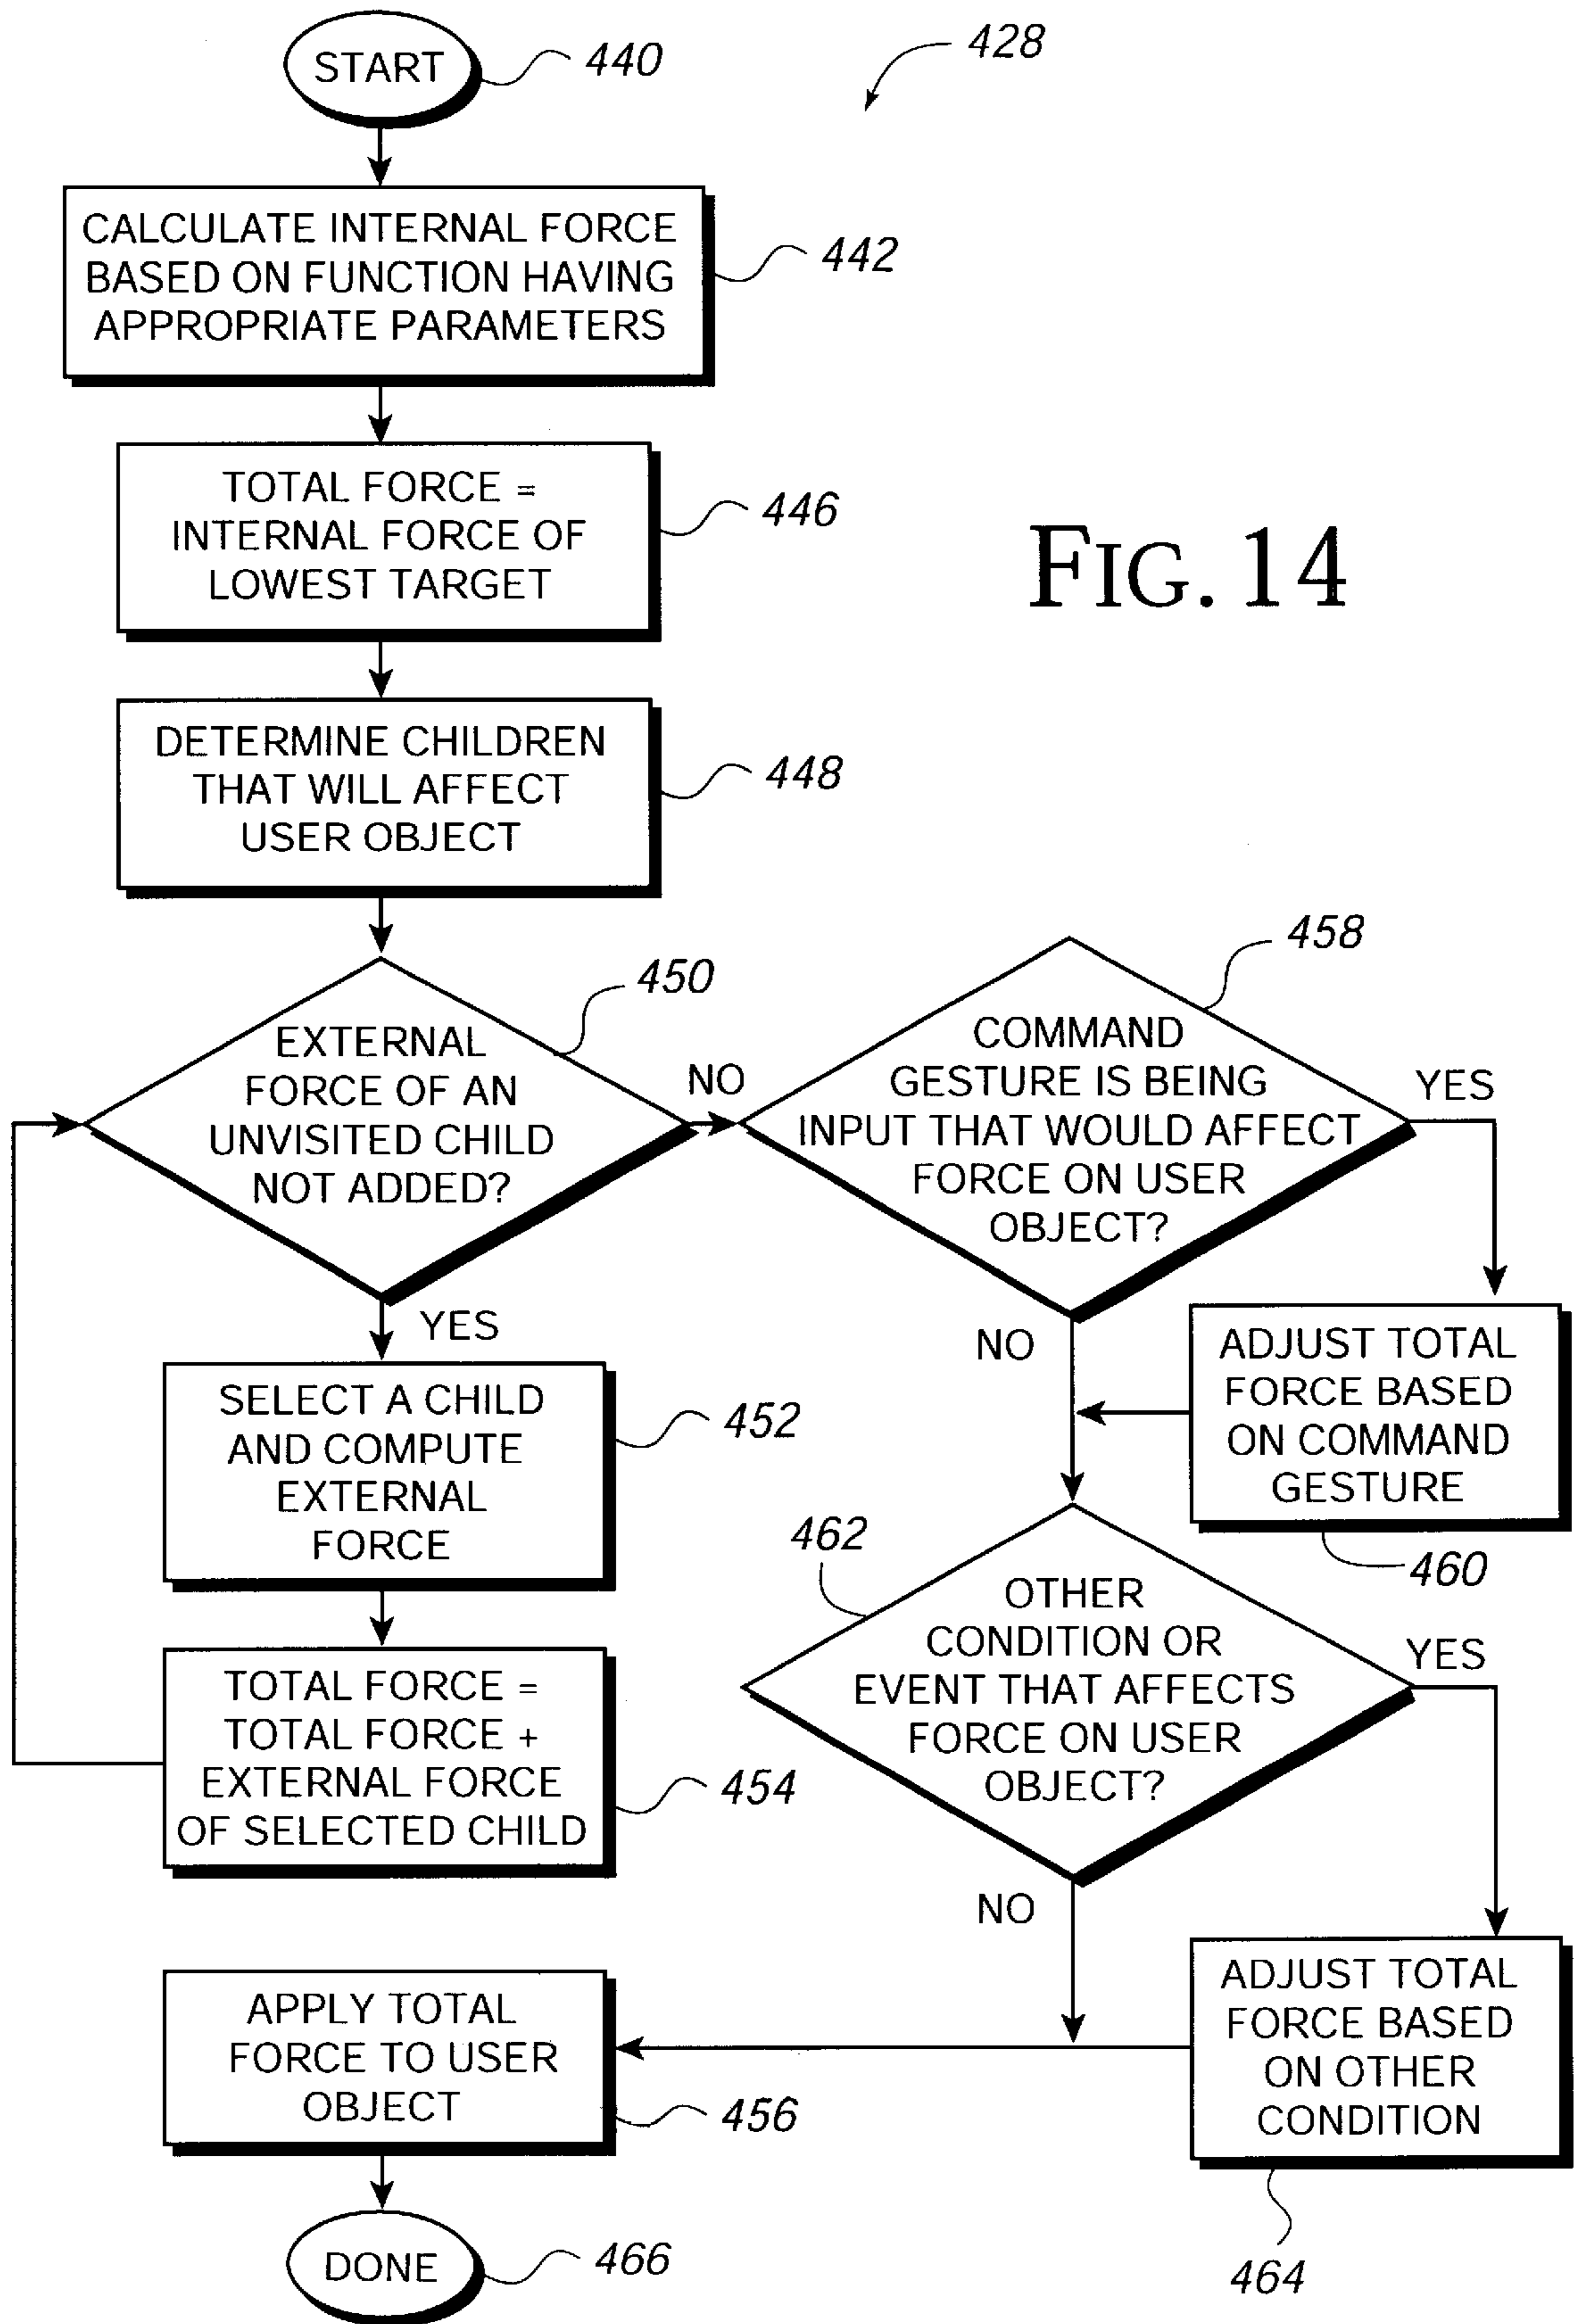 START
440
428
CALCULATE INTERNAL FORCE
BASED ON FUNCTION HAVING
APPROPRIATE PARAMETERS
442
TOTAL FORCE =
INTERNAL FORCE OF
LOWEST TARGET
446
FIG. 14
DETERMINE CHILDREN
THAT WILL AFFECT
USER OBJECT
448
EXTERNAL
FORCE OF AN
UNVISITED CHILD
NOT ADDED?
450
NO
YES
COMMAND
GESTURE IS BEING
INPUT THAT WOULD AFFECT
FORCE ON USER
OBJECT?
458
YES
NO
SELECT A CHILD
AND COMPUTE
EXTERNAL
FORCE
452
ADJUST TOTAL
FORCE BASED
ON COMMAND
GESTURE
460
TOTAL FORCE =
TOTAL FORCE +
EXTERNAL FORCE
OF SELECTED CHILD
454
462
OTHER
CONDITION OR
EVENT THAT AFFECTS
FORCE ON USER
OBJECT?
YES
NO
ADJUST TOTAL
FORCE BASED
ON OTHER
CONDITION
464
APPLY TOTAL
FORCE TO USER
OBJECT
456
DONE
466